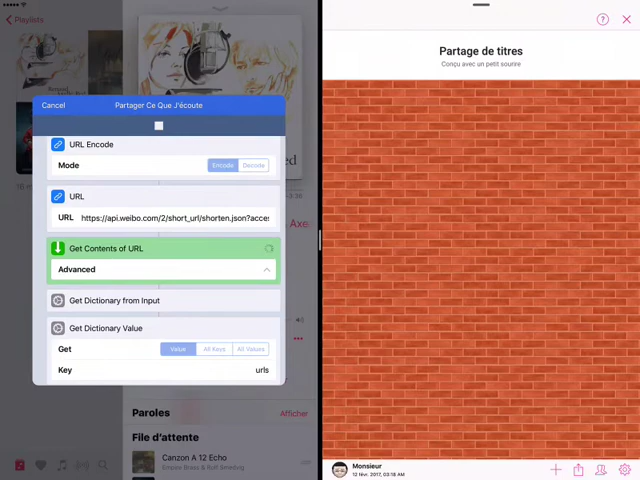 Playlists
Cancel
Partager Ce Que J'écoute
URL Encode
Mode
Encode
Decode
URL
URL https://api.weibo.com/2/short_url/shorten.json?acces
Get Contents of URL
Advanced
Get Dictionary from Input
Get Dictionary Value
Get
Value
All Keys
All Values
Key
urls
Axe
Paroles
Afficher
File d'attente
Canzon A 12 Echo
Partage de titres
Conçu avec un petit sourire
Monsieur
12 févr. 2017, 03:18 AM